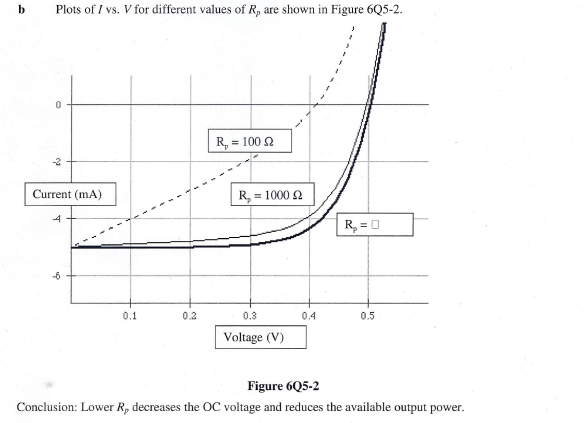 b Plots of I vs. V for different values of Rp are shown in Figure 6Q5-2.
0
Rp = 100 Ω
-2
Current (mA)
Rp = 1000 Ω
-4
Rp = □
-6
0.1 0.2 0.3 0.4 0.5
Voltage (V)
Figure 6Q5-2
Conclusion: Lower Rp decreases the OC voltage and reduces the available output power.